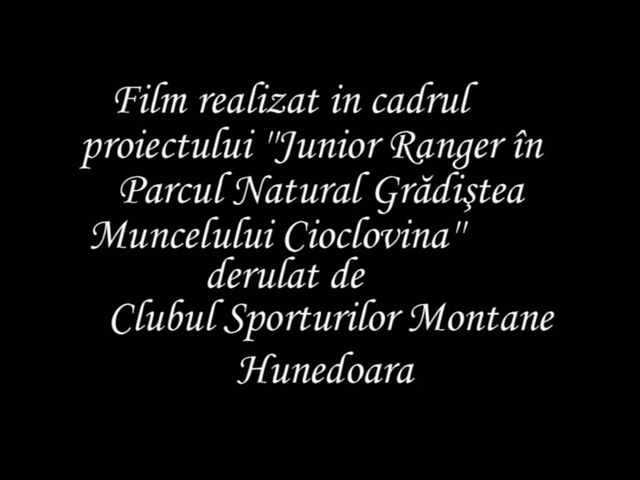 Film realizat in cadrul
proiectului "Junior Ranger în
Parcul Natural Grădiştea
Muncelului Cioclovina"
derulat de
Clubul Sporturilor Montane
Hunedoara